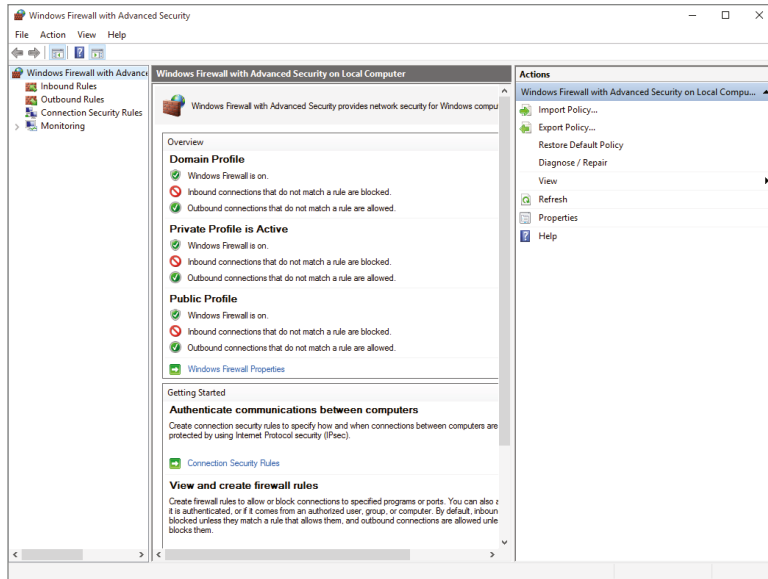 Windows Firewall with Advanced Security
File Action View Help
Windows Firewall with Advance
Inbound Rules
Outbound Rules
Connection Security Rules
Monitoring
Windows Firewall with Advanced Security on Local Computer
Windows Firewall with Advanced Security provides network security for Windows compu
Overview
Domain Profile
Windows Firewall is on.
Inbound connections that do not match a rule are blocked.
Outbound connections that do not match a rule are allowed.
Private Profile is Active
Windows Firewall is on.
Inbound connections that do not match a rule are blocked.
Outbound connections that do not match a rule are allowed.
Public Profile
Windows Firewall is on.
Inbound connections that do not match a rule are blocked.
Outbound connections that do not match a rule are allowed.
Windows Firewall Properties
Getting Started
Authenticate communications between computers
Create connection security rules to specify how and when connections between computers are
protected by using Internet Protocol security (IPsec).
Connection Security Rules
View and create firewall rules
Create firewall rules to allow or block connections to specified programs or ports. You can also a
it is authenticated, or if it comes from an authorized user, group, or computer. By default, inboun
blocked unless they match a rule that allows them, and outbound connections are allowed unle
blocks them.
Actions
Windows Firewall with Advanced Security on Local Compu...
Import Policy...
Export Policy...
Restore Default Policy
Diagnose / Repair
View
Refresh
Properties
Help